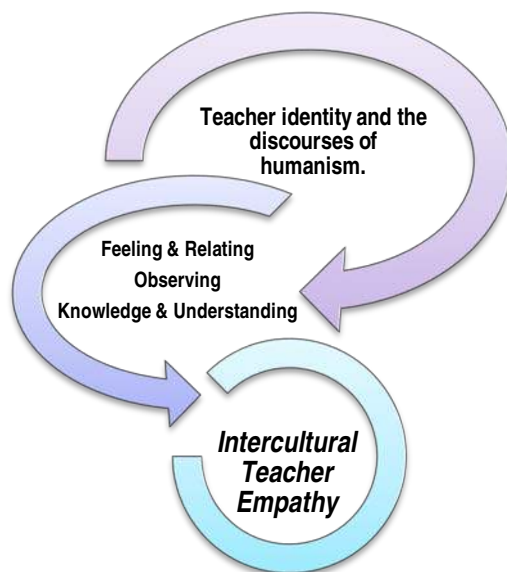 Teacher identity and the
discourses of
humanism.
Feeling & Relating
Observing
Knowledge & Understanding
Intercultural
Teacher
Empathy